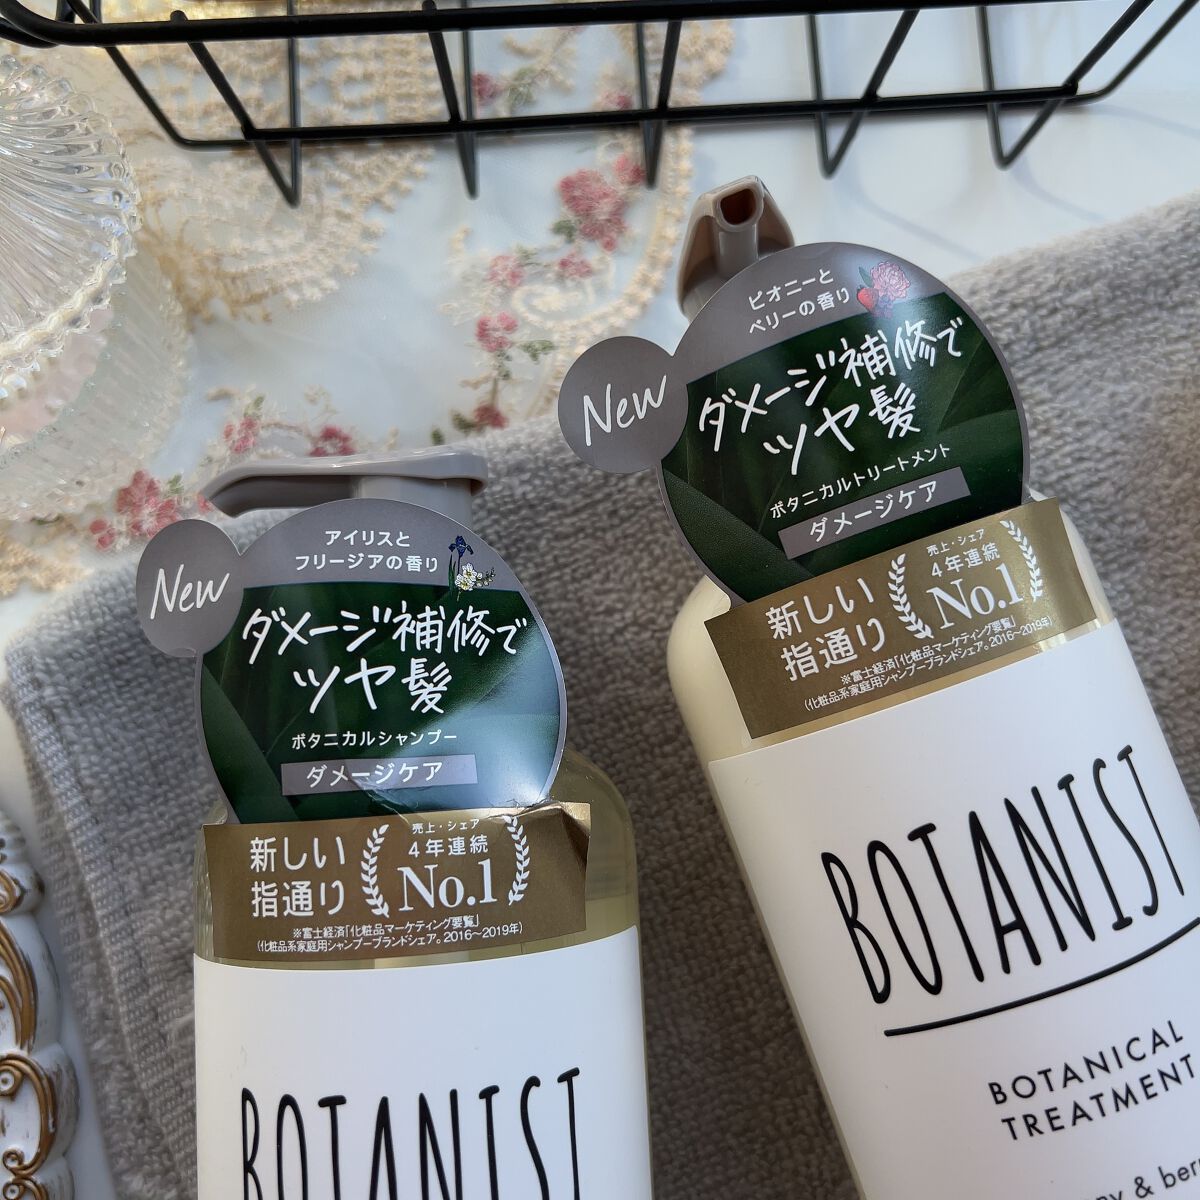 アイリスと
フリージアの香り
New
ダメージ補修で
ツヤ髪
ボタニカルシャンプー
ダメージケア
新しい
指通り
売上・シェア
4年連続
No.1
※富士経済「化粧品マーケティング要覧」
(化粧品系家庭用シャンプーブランドシェア。2016〜2019年)
BOTANIST
ピオニーと
ベリーの香り
New
ダメージ補修で
ツヤ髪
ボタニカルトリートメント
ダメージケア
新しい
指通り
売上・シェア
4年連続
No.1
※富士経済「化粧品マーケティング要覧」
(化粧品系家庭用シャンプーブランドシェア。2016〜2019年)
BOTANIST
BOTANICAL
TREATMENT